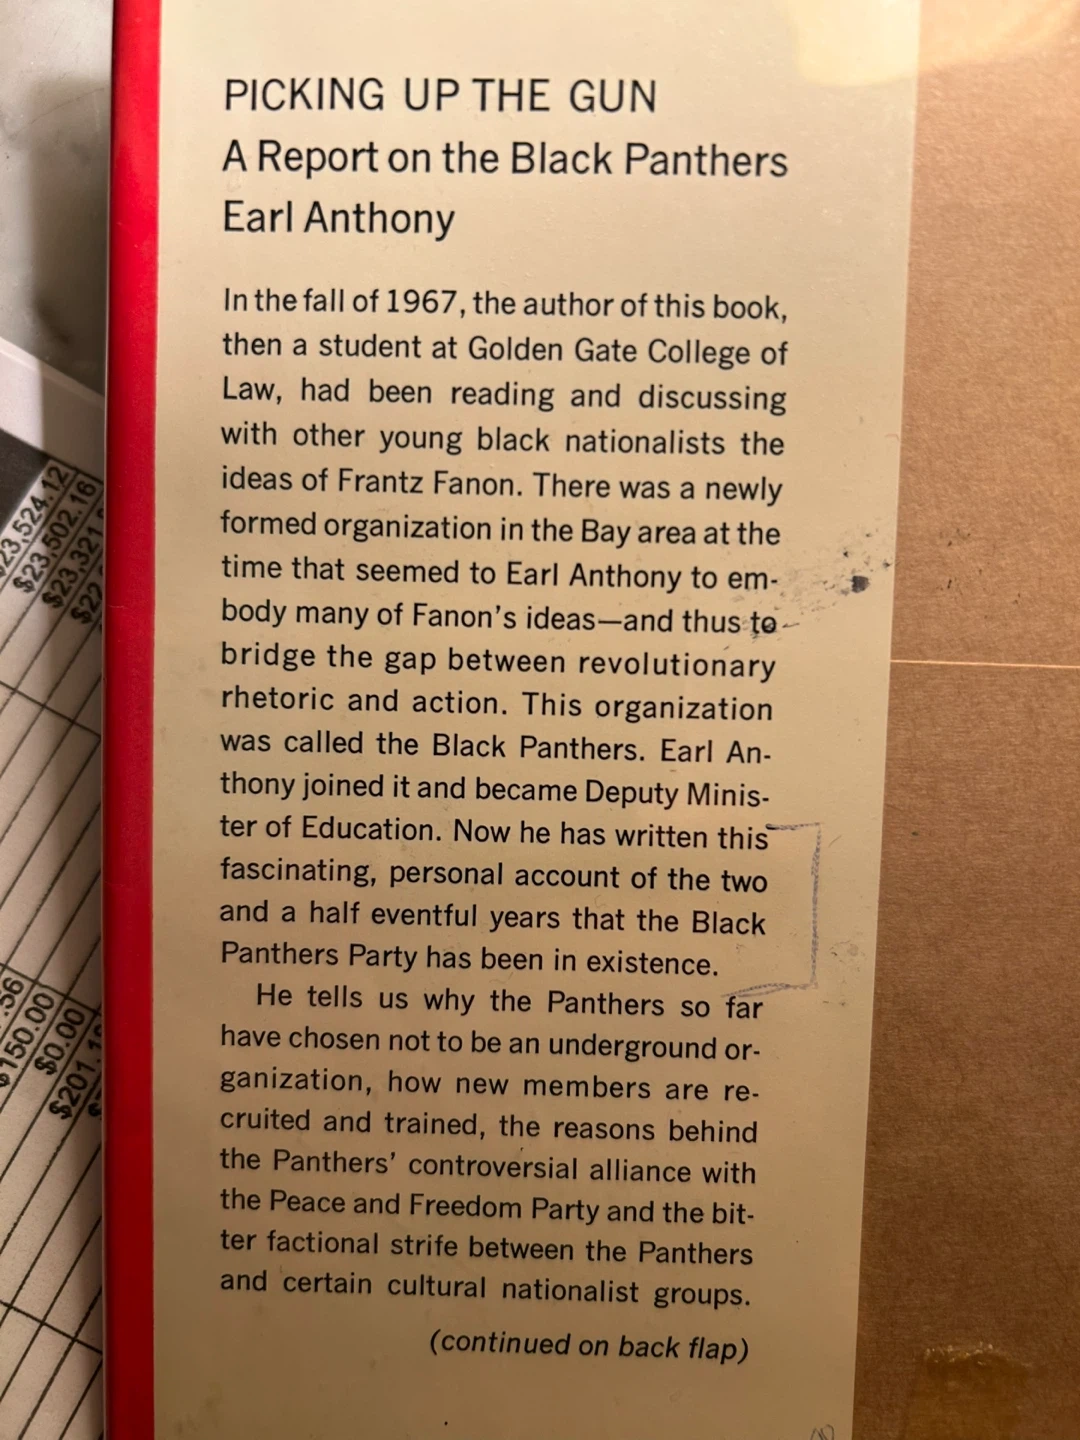 PICKING UP THE GUN
A Report on the Black Panthers
Earl Anthony
In the fall of 1967, the author of this book,
then a student at Golden Gate College of
Law, had been reading and discussing
with other young black nationalists the
ideas of Frantz Fanon. There was a newly
formed organization in the Bay area at the
time that seemed to Earl Anthony to em-
body many of Fanon's ideas—and thus to
bridge the gap between revolutionary
rhetoric and action. This organization
was called the Black Panthers. Earl An-
thony joined it and became Deputy Minis-
ter of Education. Now he has written this
fascinating, personal account of the two
and a half eventful years that the Black
Panthers Party has been in existence.
He tells us why the Panthers so far
have chosen not to be an underground or-
ganization, how new members are re-
cruited and trained, the reasons behind
the Panthers' controversial alliance with
the Peace and Freedom Party and the bit-
ter factional strife between the Panthers
and certain cultural nationalist groups.
(continued on back flap)
$23,524.12
$23,502.16
$150.00
$0.00